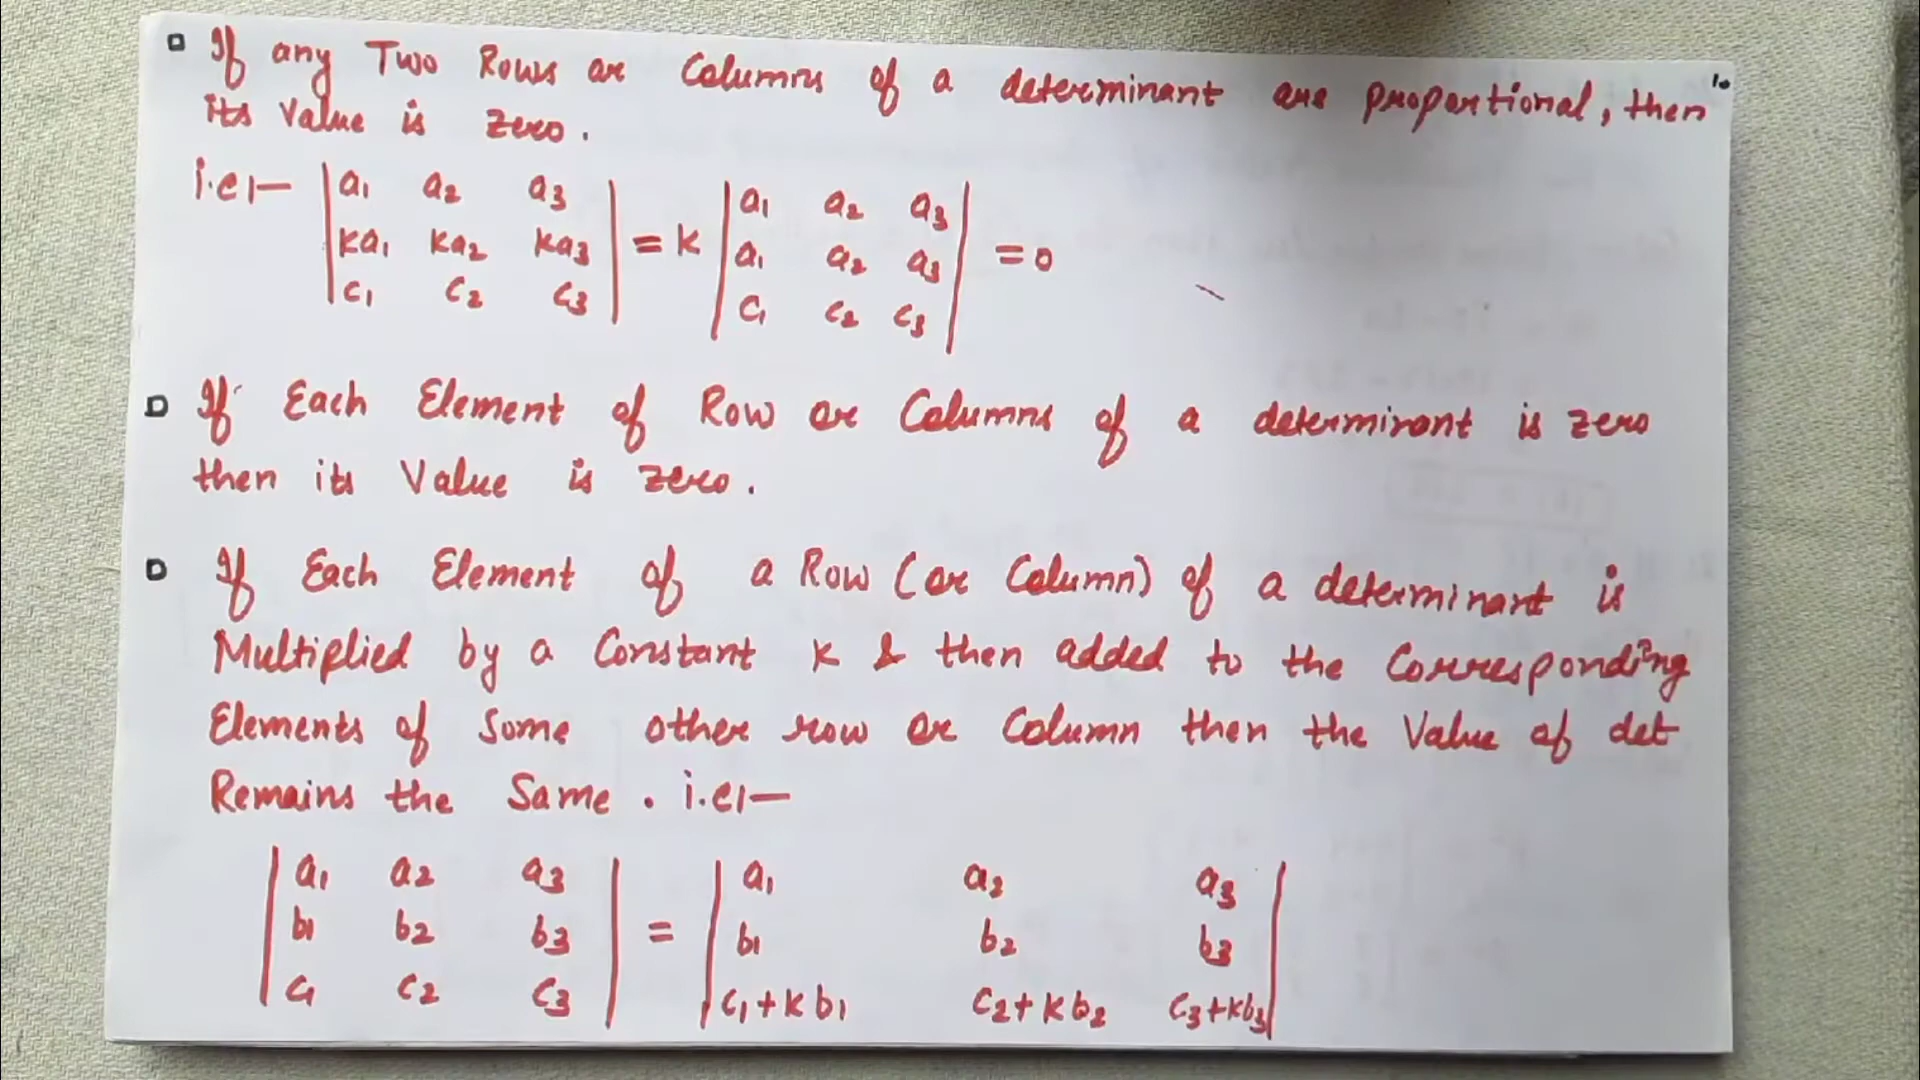 10
▫ If any Two Rows or Columns of a determinant are proportional, then
its Value is zero.
i.e:- | a₁ a₂ a₃ | = k | a₁ a₂ a₃ | = 0
| ka₁ ka₂ ka₃ | | a₁ a₂ a₃ |
| c₁ c₂ c₃ | | c₁ c₂ c₃ |
▫ If Each Element of Row or Columns of a determinant is zero
then its Value is zero.
▫ If Each Element of a Row (or Column) of a determinant is
Multiplied by a Constant K & then added to the Corresponding
Elements of Some other row or Column then the Value of det
Remains the Same. i.e:-
| a₁ a₂ a₃ | = | a₁ a₂ a₃ |
| b₁ b₂ b₃ | | b₁ b₂ b₃ |
| c₁ c₂ c₃ | | c₁+kb₁ c₂+kb₂ c₃+kb₃ |